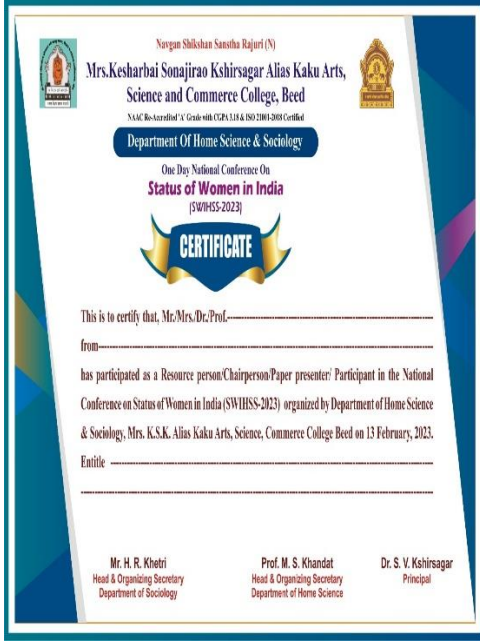 Navgan Shikshan Sanstha Rajuri (N)
Mrs.Kesharbai Sonajirao Kshirsagar Alias Kaku Arts,
Science and Commerce College, Beed
NAAC Re-Accredited 'A' Grade with CGPA 3.18 & ISO 21001-2018 Certified
Department Of Home Science & Sociology
One Day National Conference On
Status of Women in India
(SWIHSS-2023)
CERTIFICATE
This is to certify that, Mr./Mrs./Dr./Prof.
from
has participated as a Resource person/Chairperson/Paper presenter/ Participant in the National
Conference on Status of Women in India (SWIHSS-2023) organized by Department of Home Science
& Sociology, Mrs. K.S.K. Alias Kaku Arts, Science, Commerce College Beed on 13 February, 2023.
Entitle
Mr. H. R. Khetri
Head & Organizing Secretary
Department of Sociology
Prof. M. S. Khandat
Head & Organizing Secretary
Department of Home Science
Dr. S. V. Kshirsagar
Principal